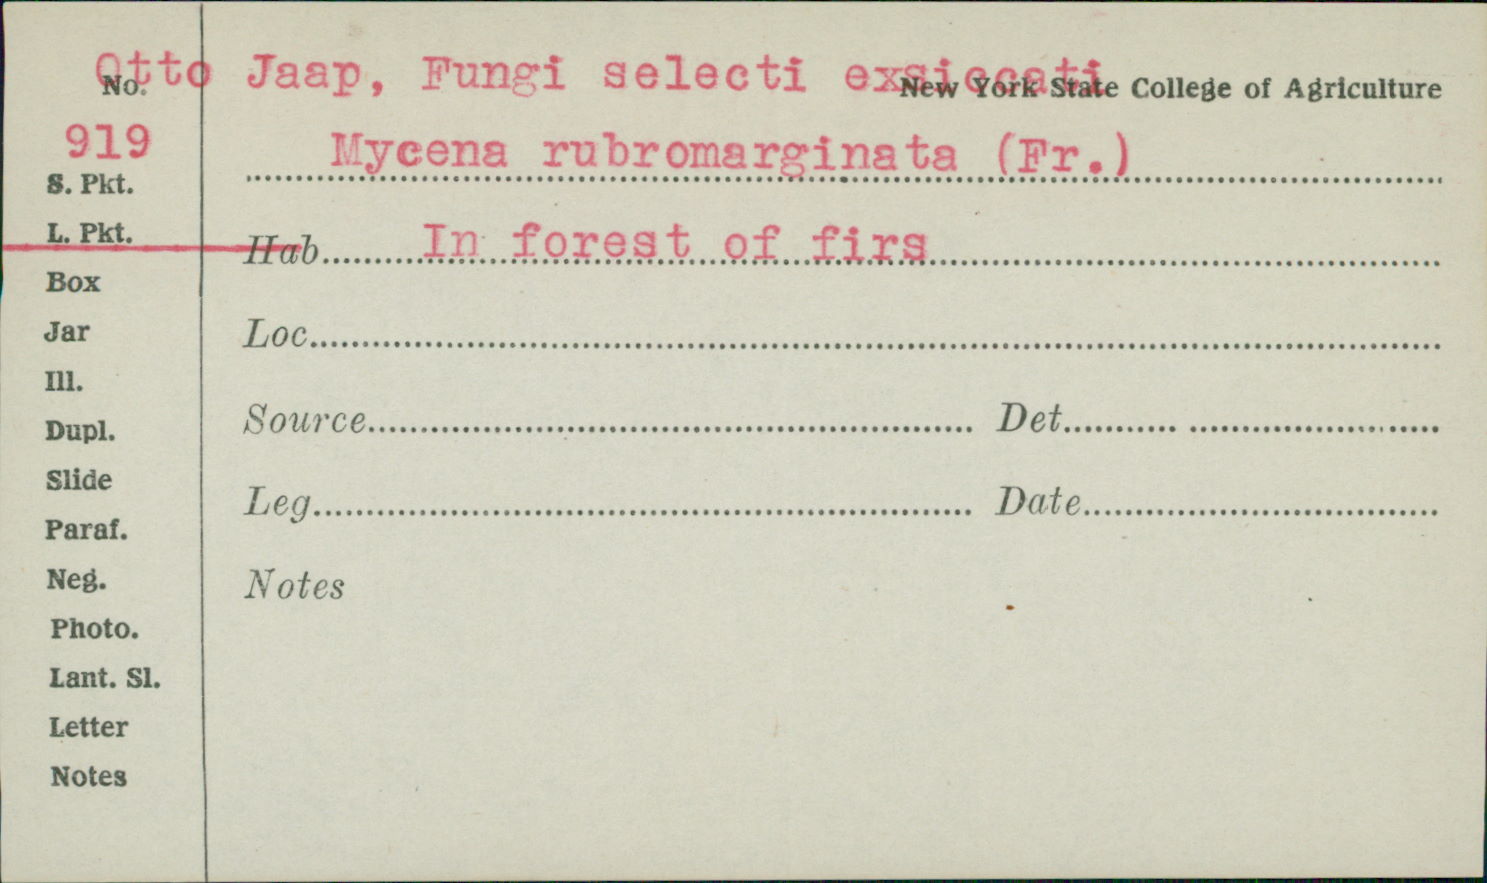 Otto Jaap, Fungi selecti exsiccati
No. New York State College of Agriculture
919
Mycena rubromarginata (Fr.)
S. Pkt.
L. Pkt.
Hab. In forest of firs
Box
Jar
Loc.
Ill.
Dupl.
Source Det.
Slide
Leg. Date
Paraf.
Neg.
Notes
Photo.
Lant. Sl.
Letter
Notes